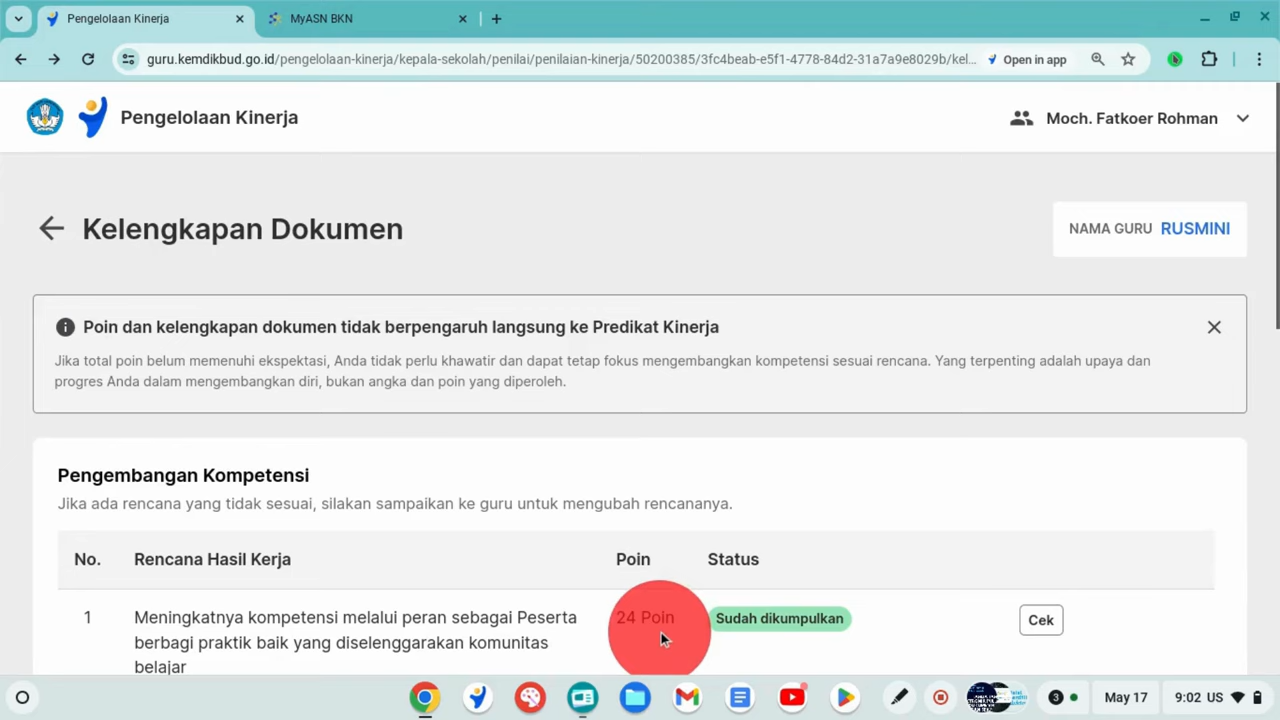 Pengelolaan Kinerja
MyASN BKN
guru.kemdikbud.go.id/pengelolaan-kinerja/kepala-sekolah/penilai/penilaian-kinerja/50200385/3fc4beab-e5f1-4778-84d2-31a7a9e8029b/kel...
Open in app
Pengelolaan Kinerja
Moch. Fatkoer Rohman
Kelengkapan Dokumen
NAMA GURU RUSMINI
Poin dan kelengkapan dokumen tidak berpengaruh langsung ke Predikat Kinerja
Jika total poin belum memenuhi ekspektasi, Anda tidak perlu khawatir dan dapat tetap fokus mengembangkan kompetensi sesuai rencana. Yang terpenting adalah upaya dan
progres Anda dalam mengembangkan diri, bukan angka dan poin yang diperoleh.
Pengembangan Kompetensi
Jika ada rencana yang tidak sesuai, silakan sampaikan ke guru untuk mengubah rencananya.
No. Rencana Hasil Kerja Poin Status
1 Meningkatnya kompetensi melalui peran sebagai Peserta 24 Poin Sudah dikumpulkan Cek
berbagi praktik baik yang diselenggarakan komunitas
belajar
3 May 17 9:02 US